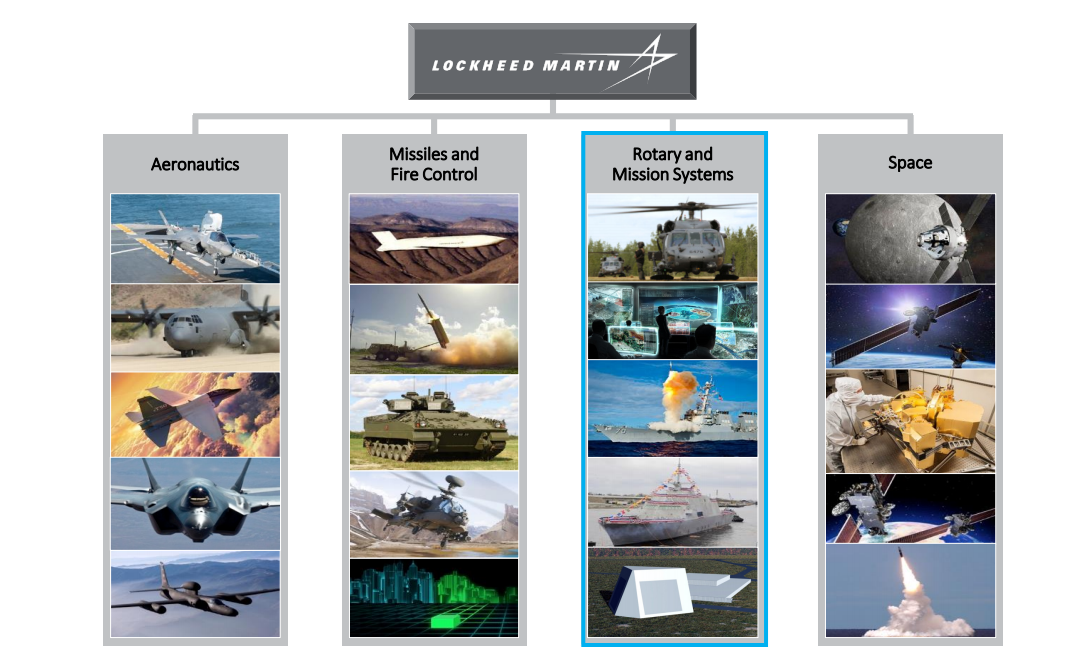 LOCKHEED MARTIN
Aeronautics
Missiles and
Fire Control
Rotary and
Mission Systems
Space